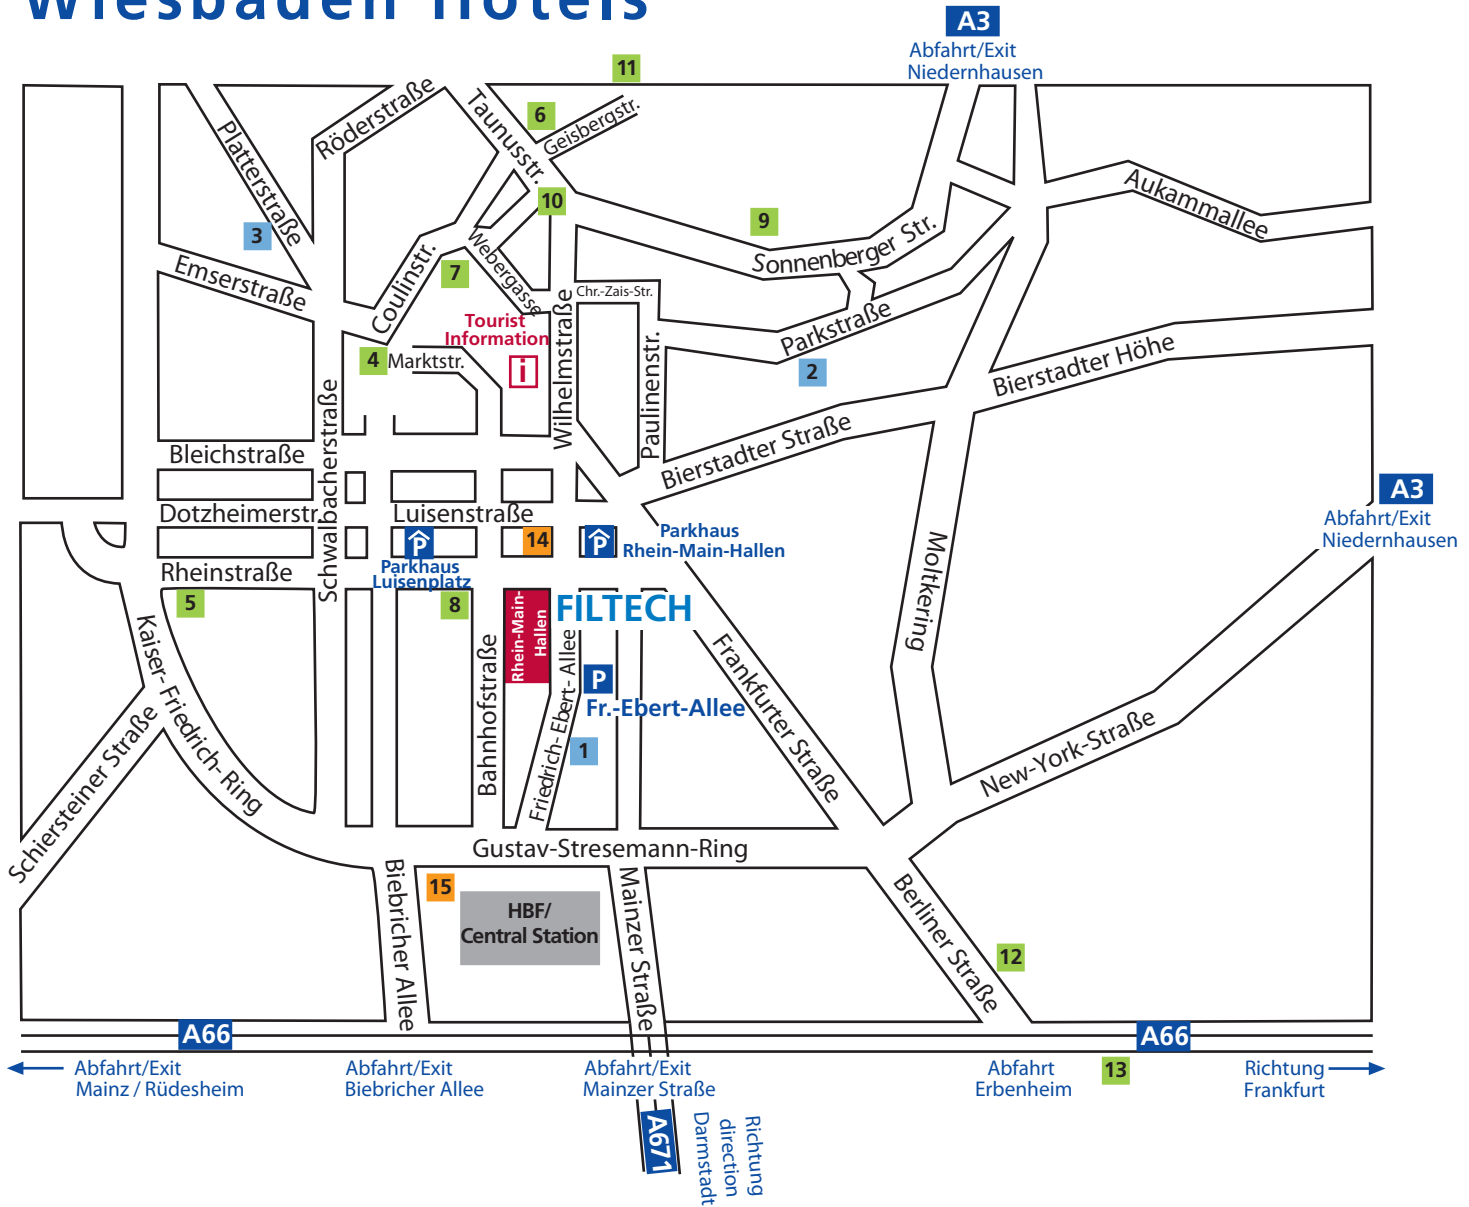 Wiesbaden Hotels
A3
Abfahrt/Exit
Niedernhausen
11
6
Geisbergstr.
Taunusstr.
Röderstraße
Platterstraße
3
Emserstraße
10
9
Sonnenberger Str.
Aukammallee
Coulinstr.
7
Webergasse
Chr.-Zais-Str.
Wilhelmstraße
Paulinenstr.
Parkstraße
2
Tourist
Information
i
4
Marktstr.
Bierstadter Höhe
Bierstadter Straße
Schwalbacherstraße
Bleichstraße
Dotzheimerstr.
Luisenstraße
A3
Abfahrt/Exit
Niedernhausen
14
P
P
Parkhaus
Rhein-Main-Hallen
Parkhaus
Luisenplatz
Rheinstraße
5
8
Rhein-Main-
Hallen
FILTECH
Moltkering
Kaiser-Friedrich-Ring
Schiersteiner Straße
Bahnhofstraße
Friedrich-Ebert-Allee
P
Fr.-Ebert-Allee
1
Frankfurter Straße
New-York-Straße
Gustav-Stresemann-Ring
Biebricher Allee
15
HBF/
Central Station
Mainzer Straße
Berliner Straße
12
A66
A66
Abfahrt/Exit
Mainz / Rüdesheim
Abfahrt/Exit
Biebricher Allee
Abfahrt/Exit
Mainzer Straße
Abfahrt
Erbenheim
13
Richtung
Frankfurt
A671
Richtung
direction
Darmstadt